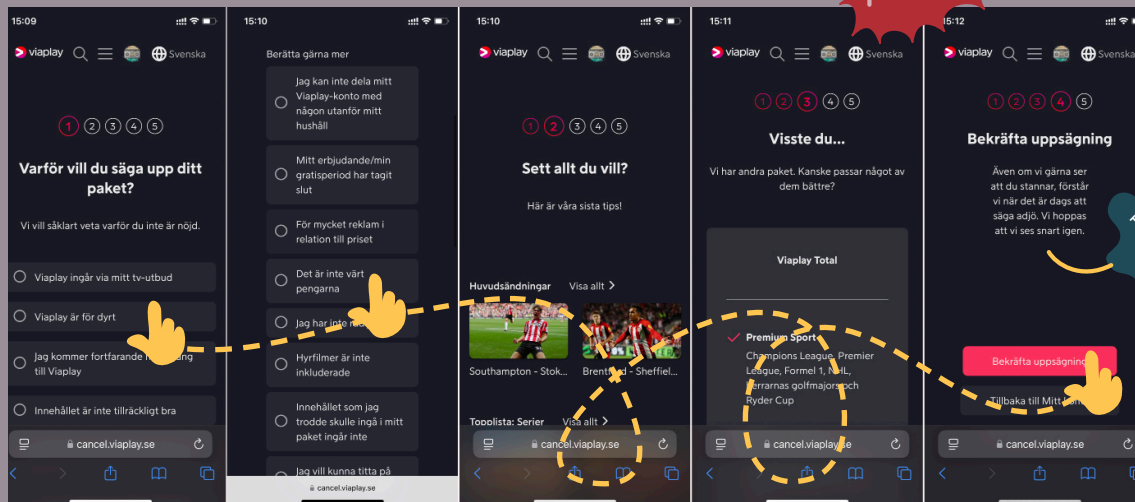 15:09
viaplay
Svenska
1 2 3 4 5
Varför vill du säga upp ditt
paket?
Vi vill såklart veta varför du inte är nöjd.
Viaplay ingår via mitt tv-utbud
Viaplay är för dyrt
Jag kommer fortfarande
till Viaplay
Innehållet är inte tillräckligt bra
cancel.viaplay.se
15:10
Berätta gärna mer
Jag kan inte dela mitt
Viaplay-konto med
någon utanför mitt
hushåll
Mitt erbjudande/min
gratisperiod har tagit
slut
För mycket reklam i
relation till priset
Det är inte värt
pengarna
Jag har inte
Hyrfilmer är inte
inkluderade
Innehållet som jag
trodde skulle ingå i mitt
paket ingår inte
Jag vill kunna titta på
cancel.viaplay.se
15:10
viaplay
Svenska
1 2 3 4 5
Sett allt du vill?
Här är våra sista tips!
Huvudsändningar Visa allt >
Southampton - Stok...
Brentford - Sheffiel...
Topplista: Serier Visa allt >
cancel.viaplay.se
15:11
viaplay
Svenska
1 2 3 4 5
Visste du...
Vi har andra paket. Kanske passar något av
dem bättre?
Viaplay Total
Premium Sport
Champions League, Premier
League, Formel 1, NHL,
Herrarnas golfmajors och
Ryder Cup
cancel.viaplay.se
15:12
viaplay
Svenska
1 2 3 4 5
Bekräfta uppsägning
Även om vi gärna ser
att du stannar, förstår
vi när det är dags att
säga adjö. Vi hoppas
att vi ses snart igen.
Bekräfta uppsägning
Tillbaka till Mitt konto
cancel.viaplay.se